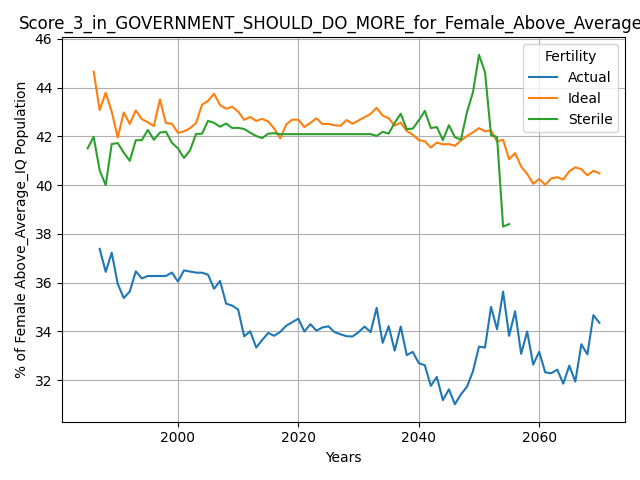 Score_3_in_GOVERNMENT_SHOULD_DO_MORE_for_Female_Above_Average
46
44
42
40
38
36
34
32
% of Female Above_Average_IQ Population
Fertility
Actual
Ideal
Sterile
2000
2020
2040
2060
Years